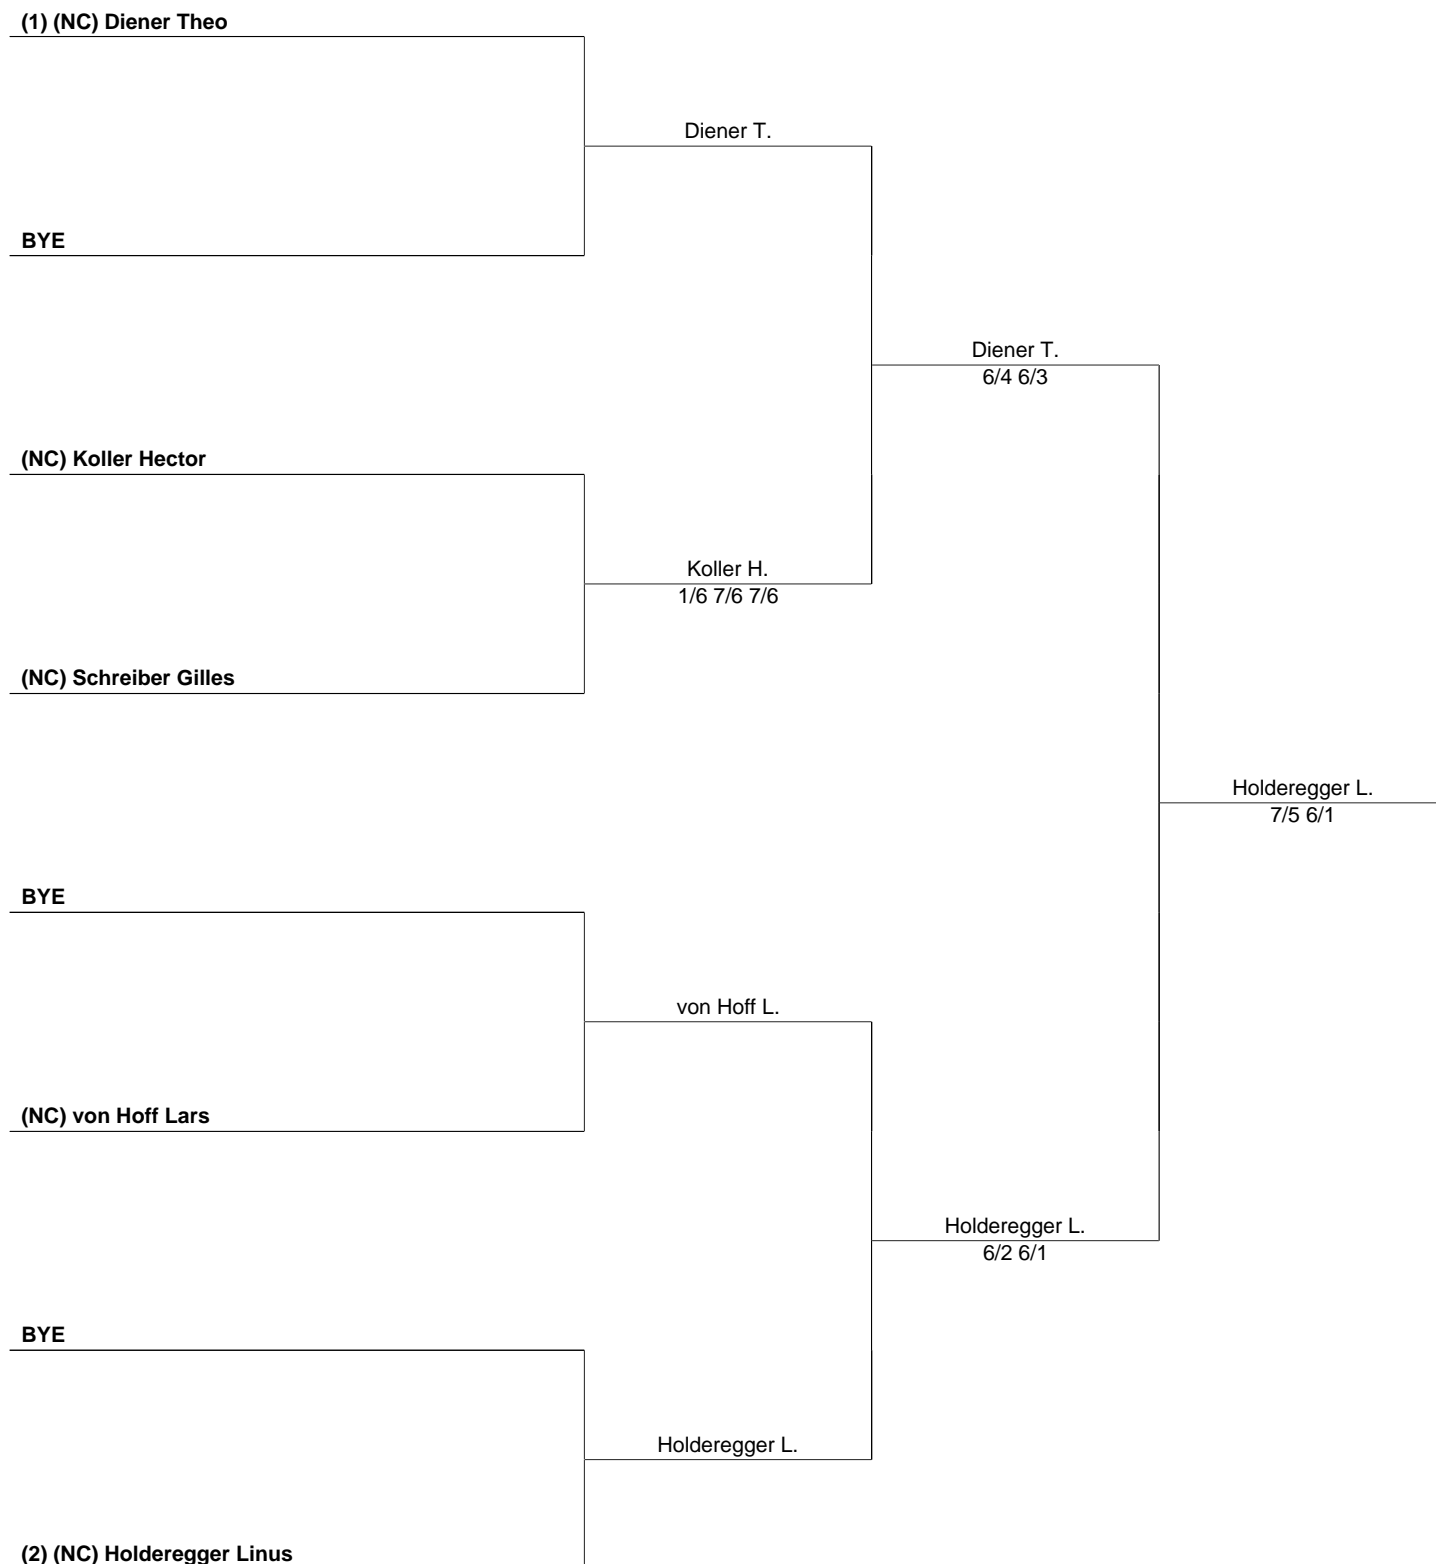 (1) (NC) Diener Theo
Diener T.
BYE
Diener T.
6/4 6/3
(NC) Koller Hector
Koller H.
1/6 7/6 7/6
(NC) Schreiber Gilles
Holderegger L.
7/5 6/1
BYE
von Hoff L.
(NC) von Hoff Lars
Holderegger L.
6/2 6/1
BYE
Holderegger L.
(2) (NC) Holderegger Linus